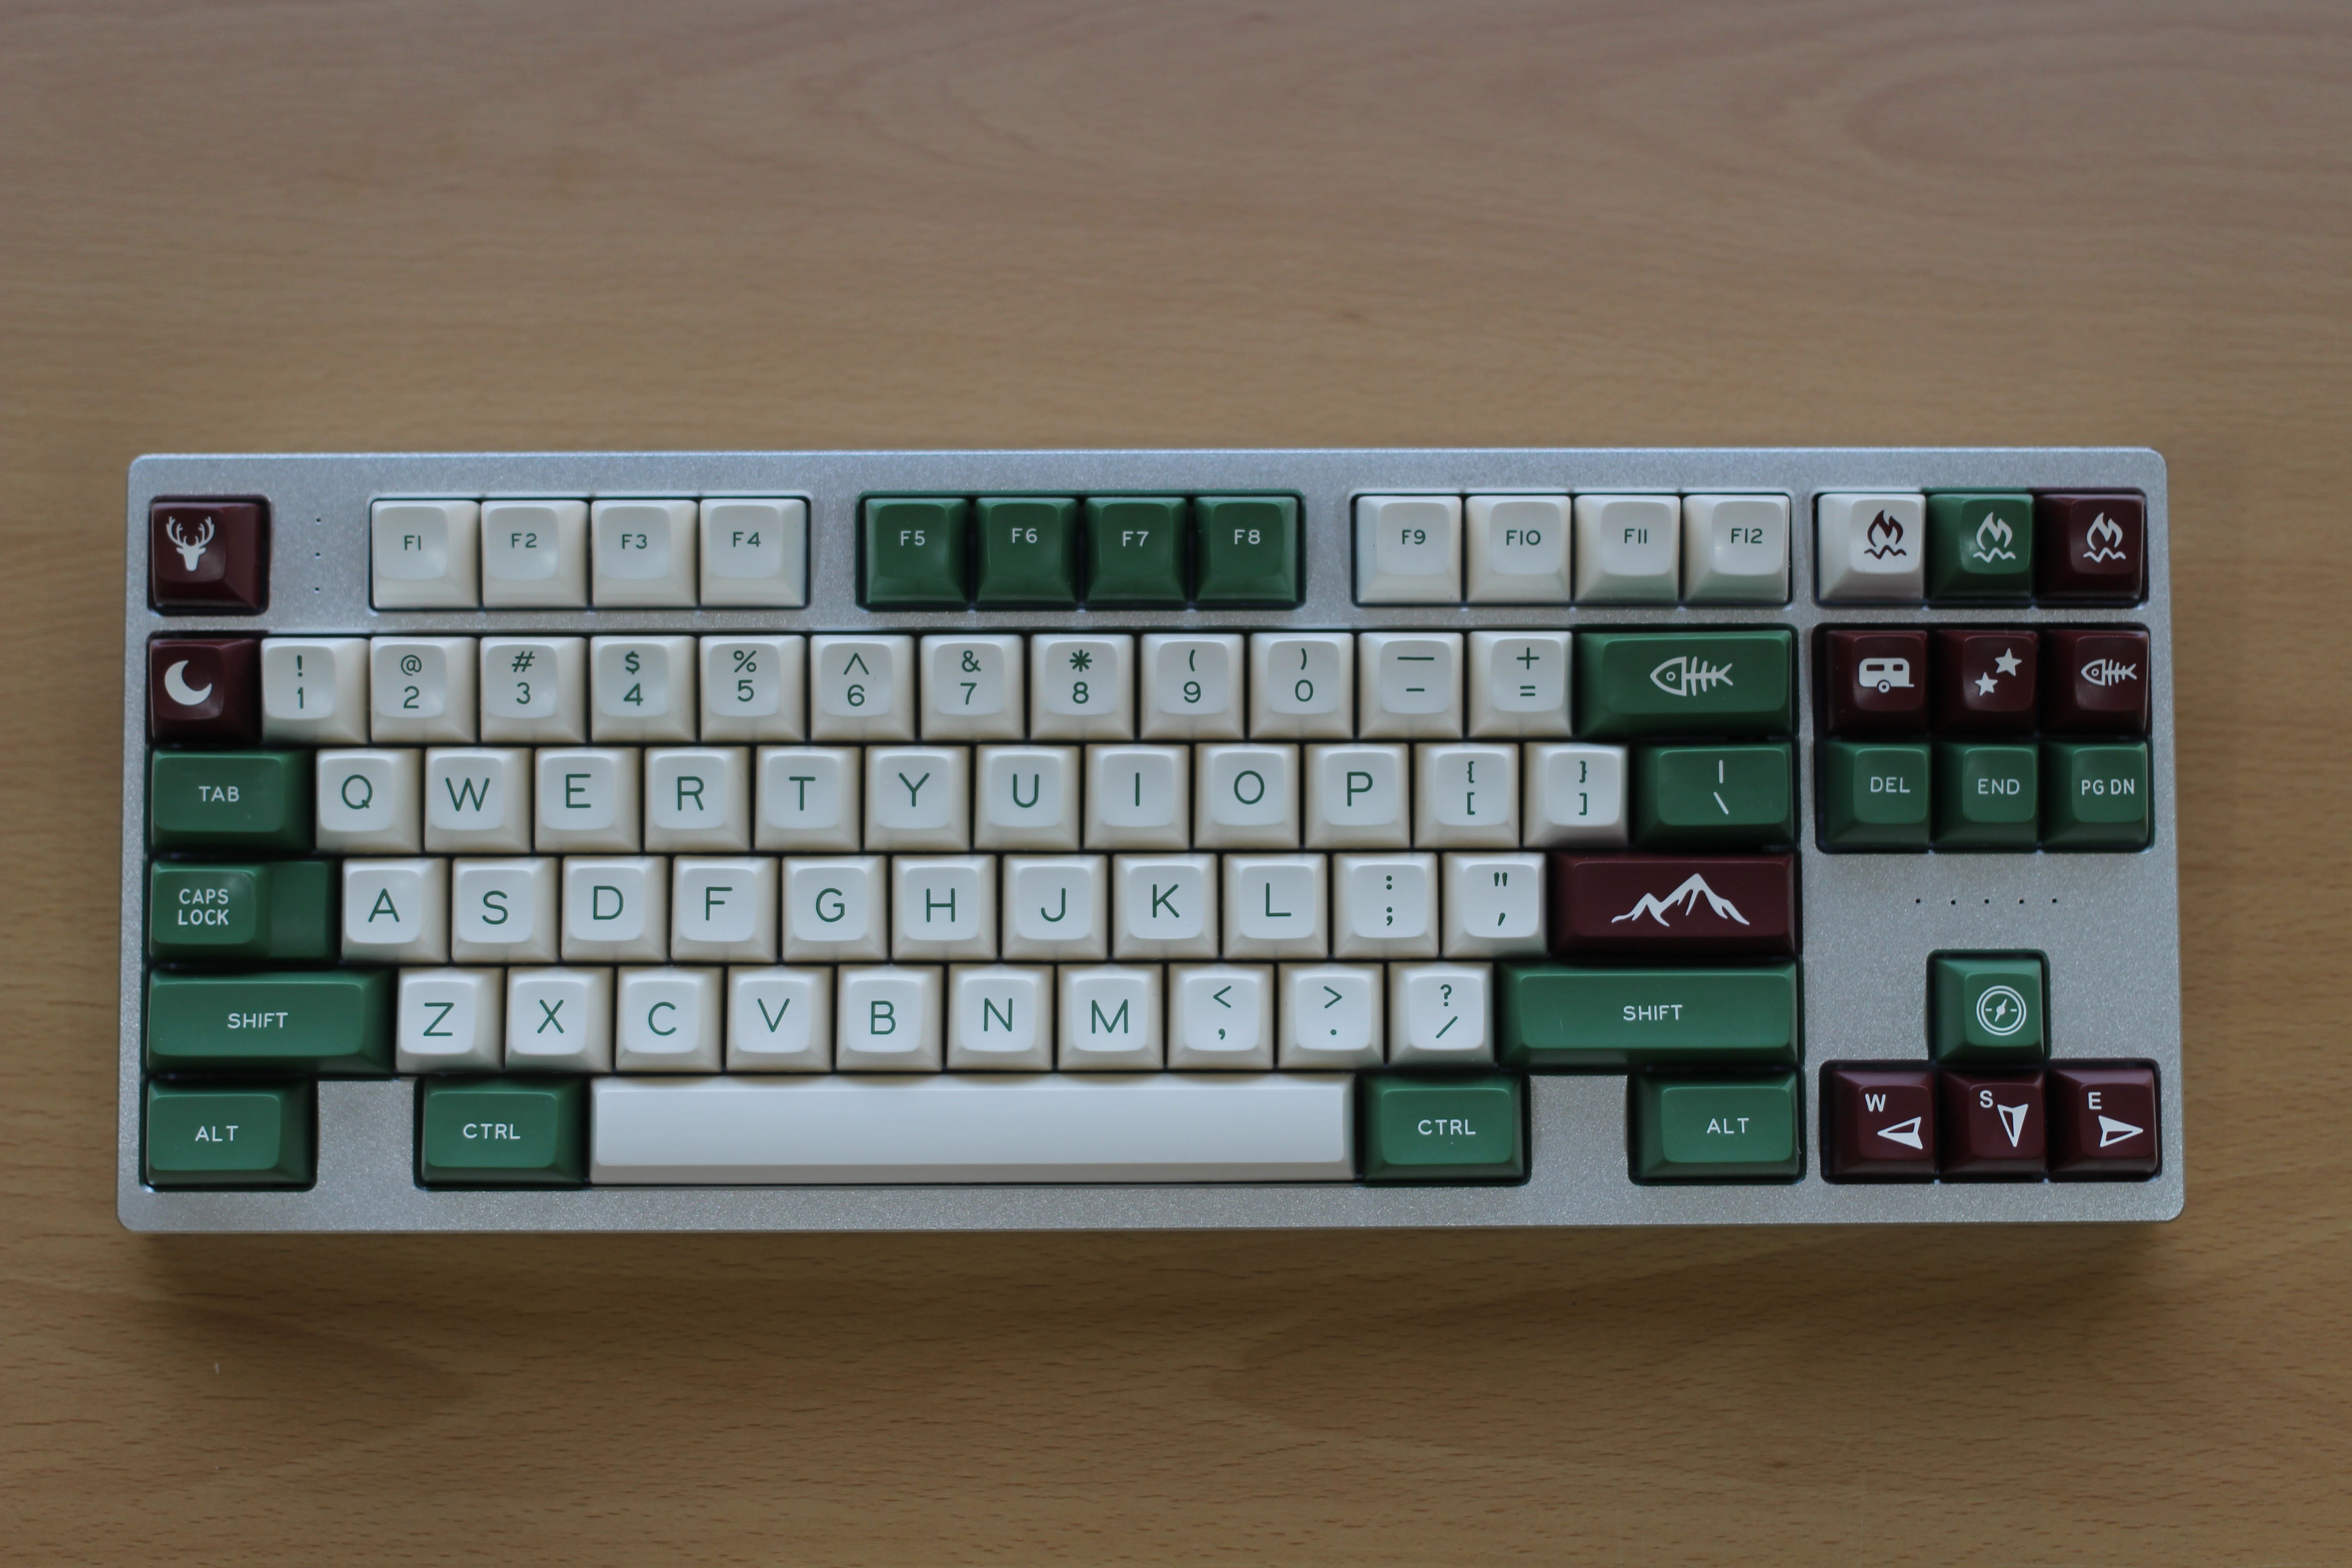 F1 F2 F3 F4 F5 F6 F7 F8 F9 F10 F11 F12
! @ # $ % ^ & * ( ) — +
1 2 3 4 5 6 7 8 9 0 - =
TAB Q W E R T Y U I O P { } | DEL END PG DN
[ ] \
CAPS A S D F G H J K L : "
LOCK ; ,
SHIFT Z X C V B N M < > ? SHIFT
, . /
ALT CTRL CTRL ALT W S E